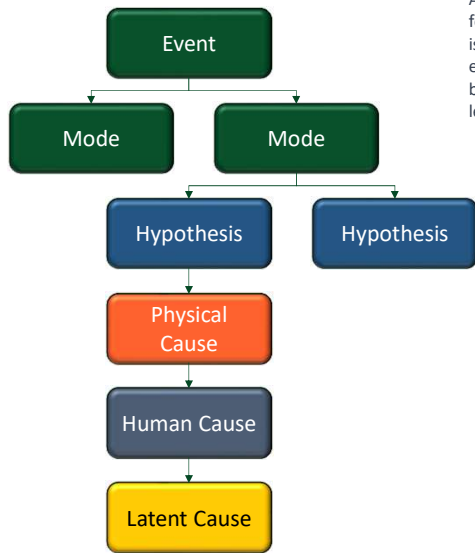 Event
Mode
Mode
Hypothesis
Hypothesis
Physical
Cause
Human Cause
Latent Cause